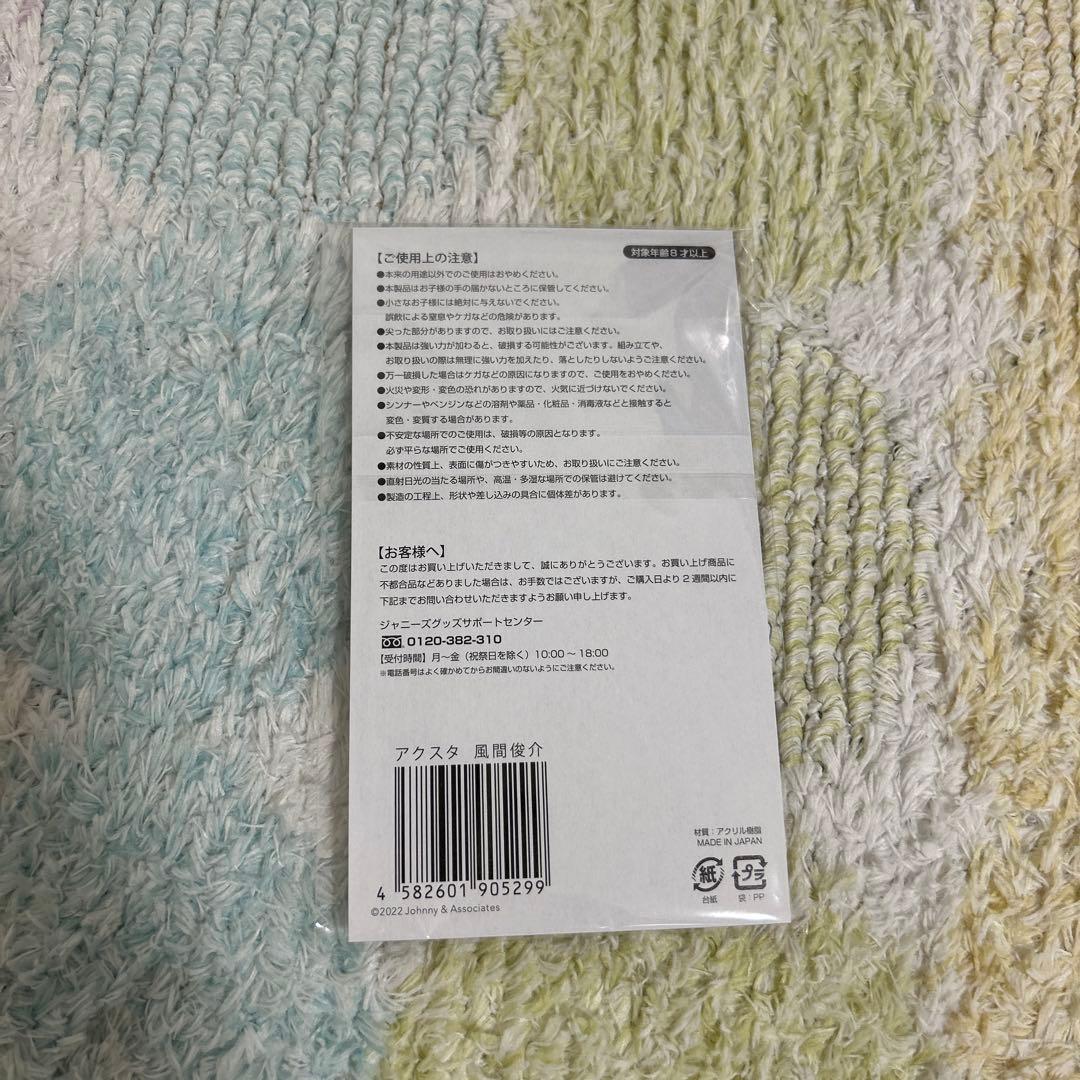 【ご使用上の注意】
対象年齢8才以上
●本来の用途以外でのご使用はおやめください。
●本製品はお子様の手の届かないところに保管してください。
●小さなお子様には絶対に与えないでください。
誤飲による窒息やケガなどの危険があります。
●尖った部分がありますので、お取り扱いにはご注意ください。
●本製品は強い力が加わると、破損する可能性がございます。組み立てや、
お取り扱いの際は無理に強い力を加えたり、落としたりしないようご注意ください。
●万一破損した場合はケガなどの原因になりますので、ご使用をおやめください。
●火災や変形・変色の恐れがありますので、火気に近づけないでください。
●シンナーやベンジンなどの溶剤や薬品・化粧品・消毒液などと接触すると
変色・変質する場合があります。
●不安定な場所でのご使用は、破損等の原因となります。
必ず平らな場所でご使用ください。
●素材の性質上、表面に傷がつきやすいため、お取り扱いにご注意ください。
●直射日光の当たる場所や、高温・多湿な場所での保管は避けてください。
●製造の工程上、形状や差し込みの具合に個体差があります。
【お客様へ】
この度はお買い上げいただきまして、誠にありがとうございます。お買い上げ商品に
不都合品などありました場合は、お手数ではございますが、ご購入日より2週間以内に
下記までお問い合わせいただきますようお願い申し上げます。
ジャニーズグッズサポートセンター
0120-382-310
【受付時間】月〜金（祝祭日を除く）10:00〜18:00
※電話番号はよく確かめてからお間違いのないようにご注意ください。
アクスタ 風間俊介
4 582601 905299
©2022 Johnny & Associates
材質：アクリル樹脂
MADE IN JAPAN
紙 プラ
台紙 袋：PP